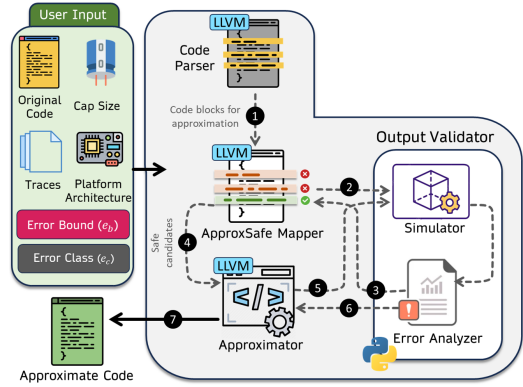 User Input
Original
Code
Cap Size
Traces
Platform
Architecture
Error Bound (e_b)
Error Class (e_c)
LLVM
Code
Parser
Code blocks for
approximation
1
LLVM
ApproxSafe Mapper
2
Output Validator
Simulator
Safe
candidates
4
LLVM
</>
Approximator
5
3
6
Error Analyzer
7
Approximate Code